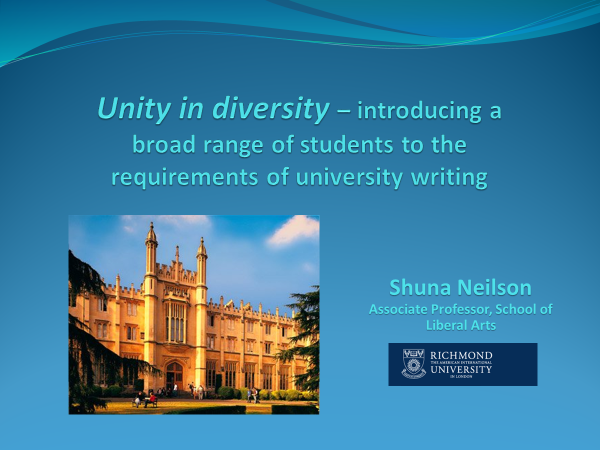 Unity in diversity – introducing a
broad range of students to the
requirements of university writing
Shuna Neilson
Associate Professor, School of
Liberal Arts
RICHMOND
THE AMERICAN INTERNATIONAL
UNIVERSITY
IN LONDON